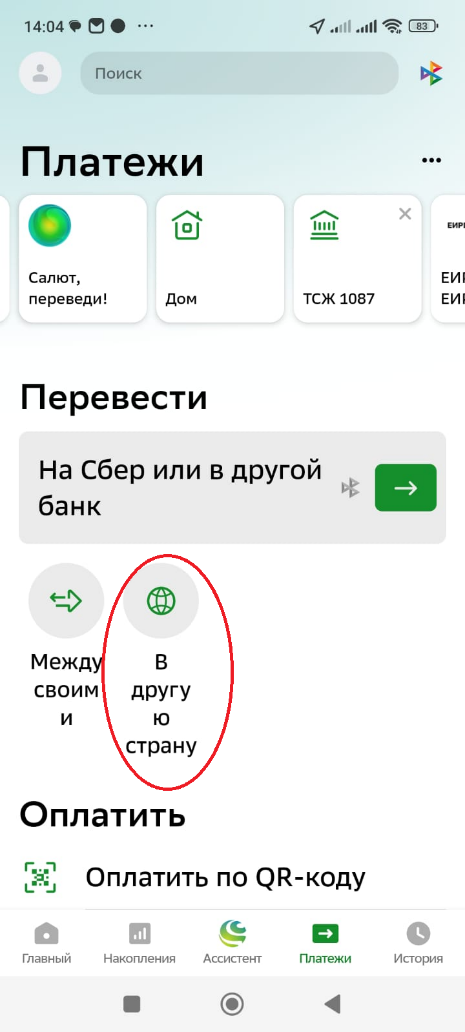 14:04
83
Поиск
Платежи
Салют,
переведи!
Дом
ТСЖ 1087
ЕИР
ЕИР
Перевести
На Сбер или в другой
банк
Между
своим
и
В
другу
ю
страну
Оплатить
Оплатить по QR-коду
Главный
Накопления
Ассистент
Платежи
История